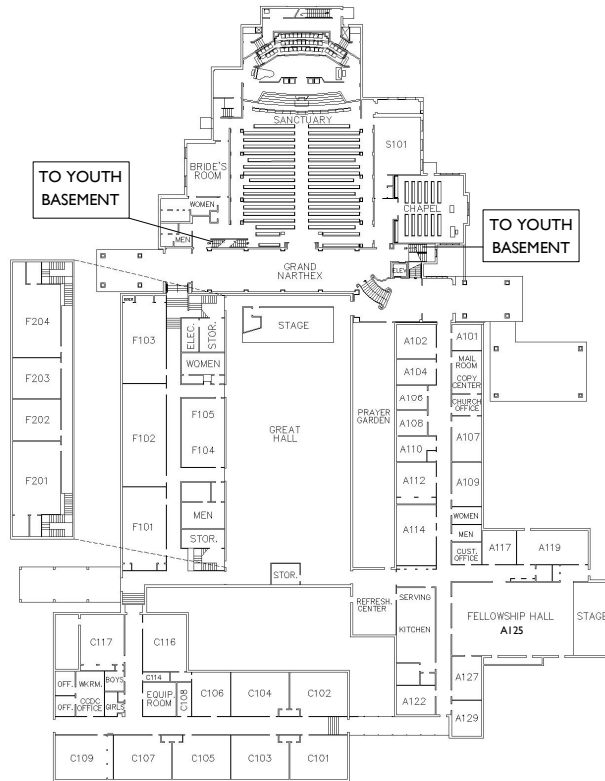 SANCTUARY
S101
BRIDE'S
ROOM
TO YOUTH
BASEMENT
WOMEN
CHAPEL
TO YOUTH
BASEMENT
MEN
GRAND
NARTHEX
ELEV.
F204
F203
F202
F201
F103
ELEC.
STOR.
STAGE
WOMEN
F105
F104
F102
GREAT
HALL
PRAYER
GARDEN
MEN
F101
STOR.
STOR.
A102
A104
A106
A108
A110
A112
A114
A101
MAIL
ROOM
COPY
CENTER
CHURCH
OFFICE
A107
A109
WOMEN
MEN
CUST.
OFFICE
A117
A119
REFRESH.
CENTER
SERVING
KITCHEN
FELLOWSHIP HALL
A125
STAGE
A127
A122
A129
C117
C116
C114
OFF.
WKRM.
BOYS
CCDC
OFFICE
OFF.
GIRLS
EQUIP.
ROOM
C108
C106
C104
C102
C109
C107
C105
C103
C101